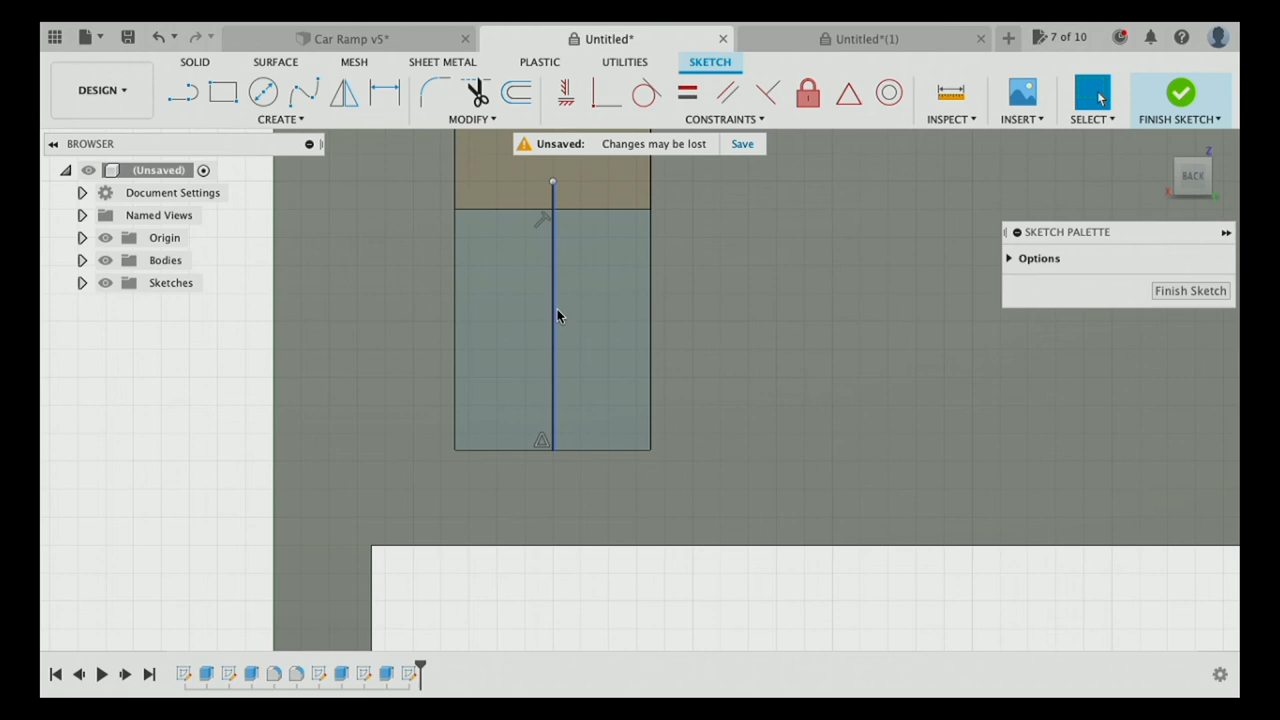 Car Ramp v5*
Untitled*
Untitled*(1)
7 of 10
DESIGN
SOLID
SURFACE
MESH
SHEET METAL
PLASTIC
UTILITIES
SKETCH
CREATE
MODIFY
CONSTRAINTS
INSPECT
INSERT
SELECT
FINISH SKETCH
BROWSER
Unsaved: Changes may be lost Save
(Unsaved)
Document Settings
Named Views
Origin
Bodies
Sketches
Z
BACK
X
Y
SKETCH PALETTE
Options
Finish Sketch